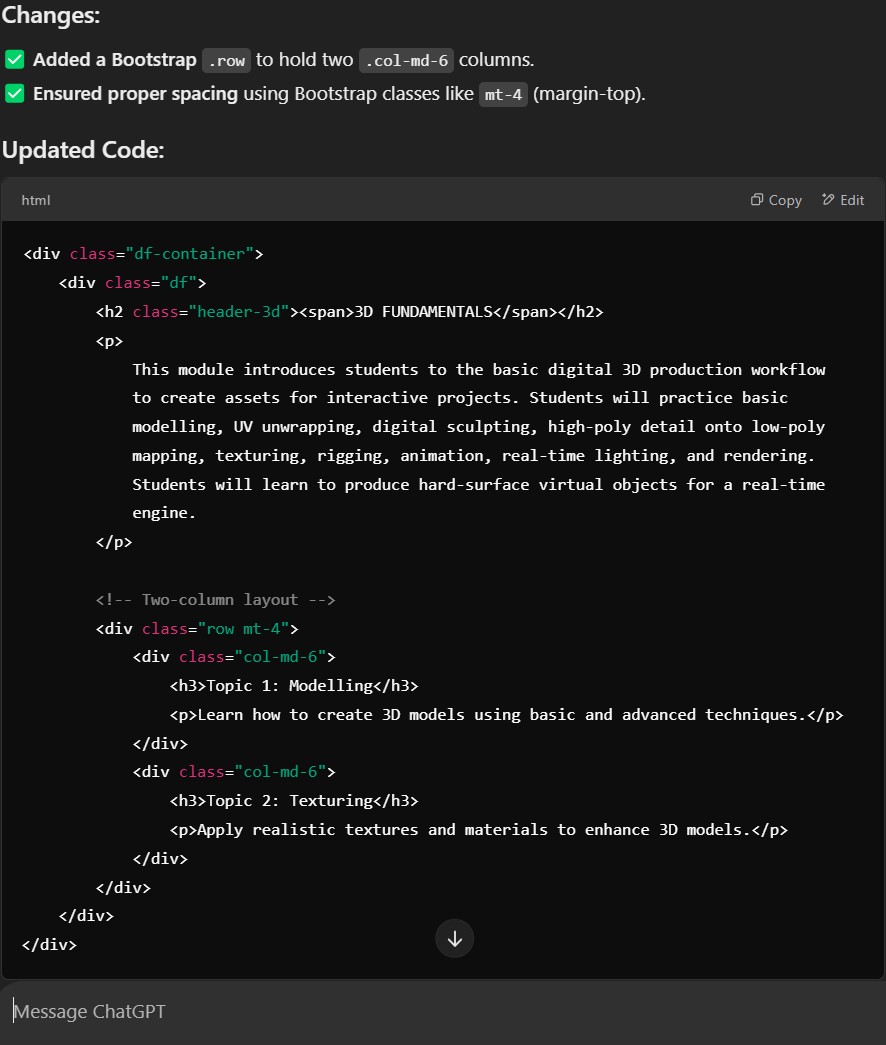 Changes:
✅ Added a Bootstrap .row to hold two .col-md-6 columns.
✅ Ensured proper spacing using Bootstrap classes like mt-4 (margin-top).
Updated Code:
html Copy Edit
<div class="df-container">
    <div class="df">
        <h2 class="header-3d"><span>3D FUNDAMENTALS</span></h2>
        <p>
            This module introduces students to the basic digital 3D production workflow
            to create assets for interactive projects. Students will practice basic
            modelling, UV unwrapping, digital sculpting, high-poly detail onto low-poly
            mapping, texturing, rigging, animation, real-time lighting, and rendering.
            Students will learn to produce hard-surface virtual objects for a real-time
            engine.
        </p>
        <!-- Two-column layout -->
        <div class="row mt-4">
            <div class="col-md-6">
                <h3>Topic 1: Modelling</h3>
                <p>Learn how to create 3D models using basic and advanced techniques.</p>
            </div>
            <div class="col-md-6">
                <h3>Topic 2: Texturing</h3>
                <p>Apply realistic textures and materials to enhance 3D models.</p>
            </div>
        </div>
    </div>
</div>
Message ChatGPT